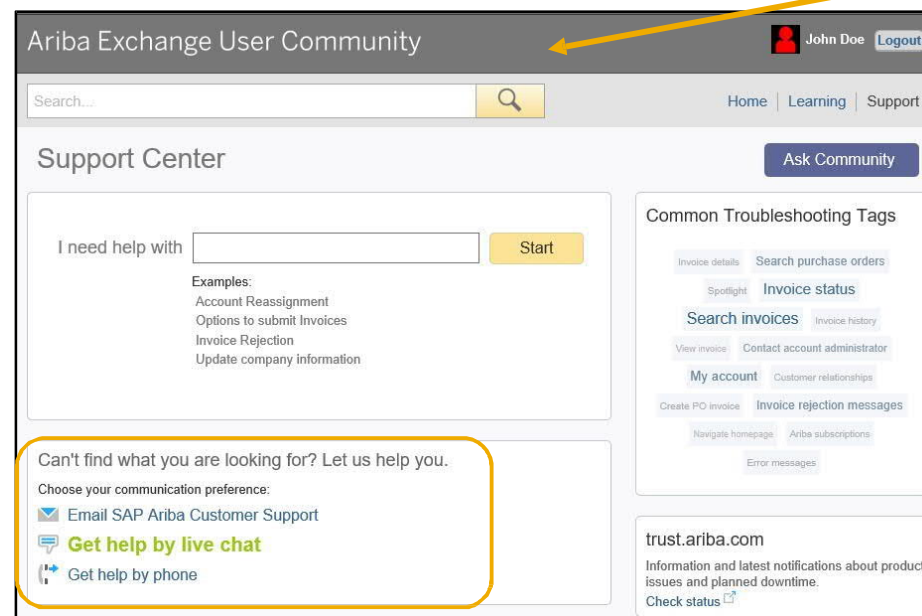 Ariba Exchange User Community
John Doe Logout
Search...
Home | Learning | Support
Support Center
Ask Community
I need help with
Start
Examples:
Account Reassignment
Options to submit Invoices
Invoice Rejection
Update company information
Common Troubleshooting Tags
Invoice details Search purchase orders
Spotlight Invoice status
Search invoices Invoice history
View invoice Contact account administrator
My account Customer relationships
Create PO invoice Invoice rejection messages
Navigate homepage Ariba subscriptions
Error messages
Can't find what you are looking for? Let us help you.
Choose your communication preference:
Email SAP Ariba Customer Support
Get help by live chat
Get help by phone
trust.ariba.com
Information and latest notifications about product
issues and planned downtime.
Check status